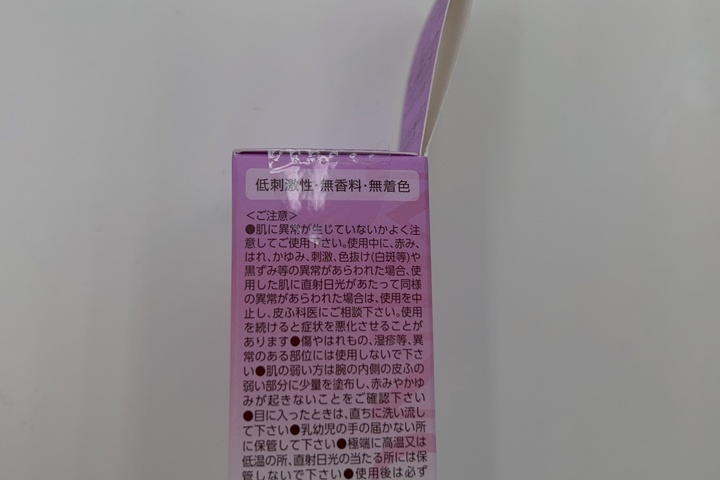 低刺激性・無香料・無着色
<ご注意>
●肌に異常が生じていないかよく注
意してご使用下さい。使用中に、赤み、
はれ、かゆみ、刺激、色抜け(白斑等)や
黒ずみ等の異常があらわれた場合、使
用した肌に直射日光があたって同様
の異常があらわれた場合は、使用を中
止し、皮ふ科医にご相談下さい。使用
を続けると症状を悪化させることが
あります●傷やはれもの、湿疹等、異
常のある部位には使用しないで下さ
い●肌の弱い方は腕の内側の皮ふの
弱い部分に少量を塗布し、赤みやかゆ
みが起きないことをご確認下さい
●目に入ったときは、直ちに洗い流し
て下さい●乳幼児の手の届かない所
に保管して下さい●極端に高温又は
低温の所、直射日光の当たる所には保
管しないで下さい●使用後は必ず